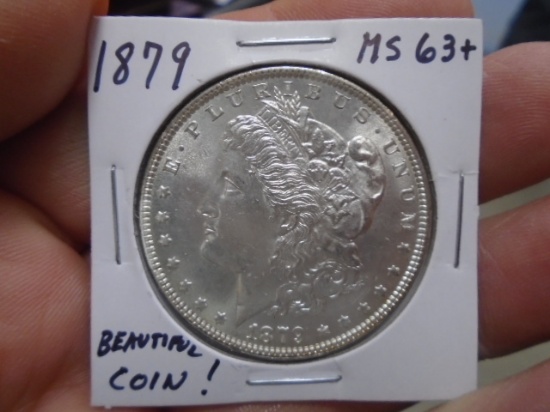 1879 MS 63+
E · PLURIBUS · UNUM
1879
BEAUTIFUL
COIN!